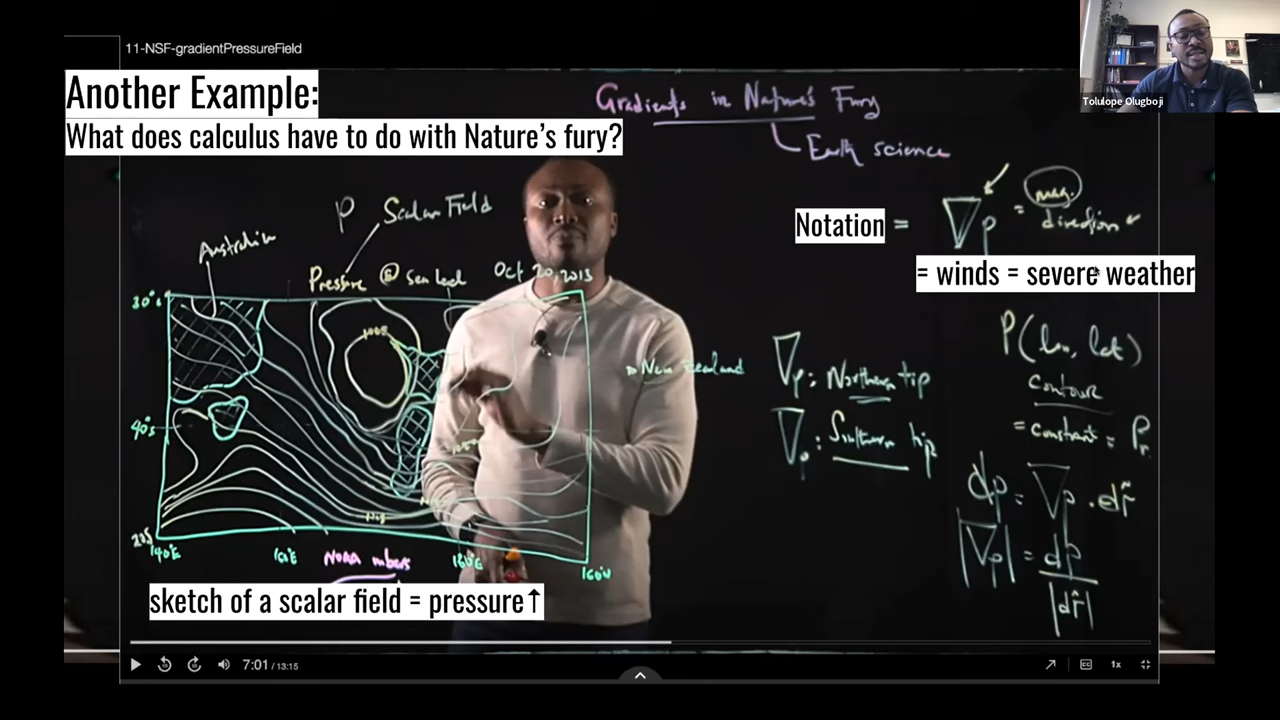 11-NSF-gradientPressureField
Another Example:
What does calculus have to do with Nature's fury?
Tolulope Olugboji
Gradients in Nature's Fury
Earth science
P Scalar Field
Australia
Pressure @ sea level
Oct 20, 2013
Notation = ∇p = mag.
direction
= winds = severe weather
30°s
40°s
140°E
160°E
180°E
160°W
NOAA
New Zealand
∇p: Northern tip
∇p: Southern tip
P(lon, lat)
contour
= constant =
dp = ∇p · dr̂
|∇p| = dp
|dr̂|
sketch of a scalar field = pressure↑
7:01 / 13:15
1x